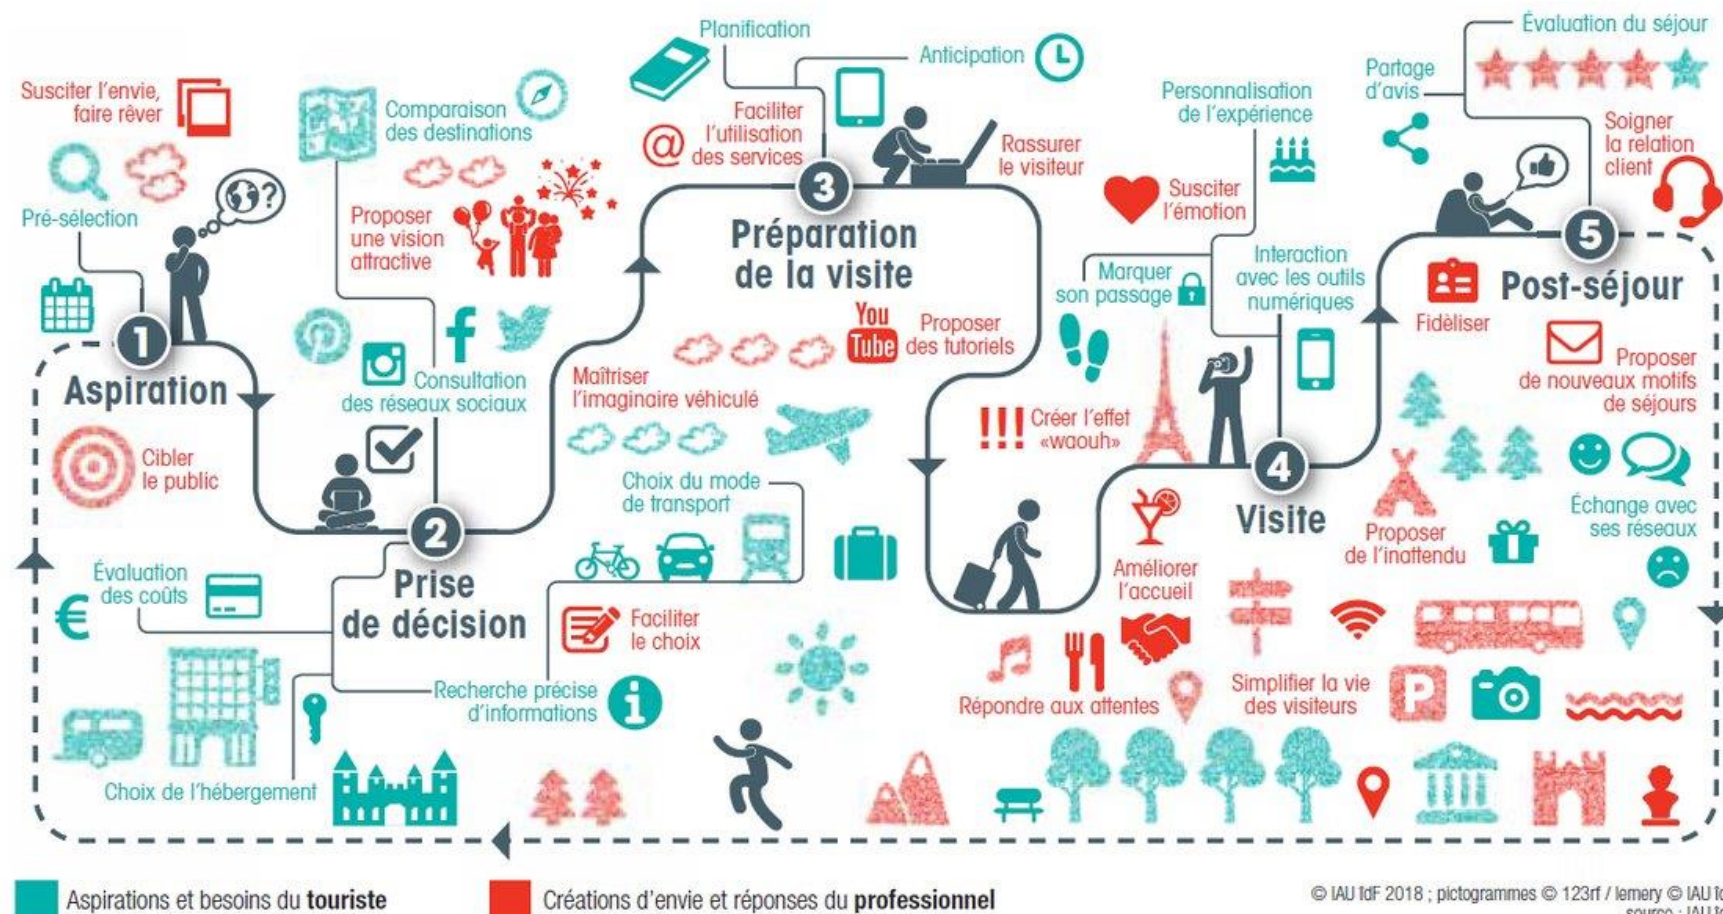 Susciter l'envie,
faire rêver
Pré-sélection
?
1
Aspiration
Cibler
le public
Comparaison
des destinations
Proposer
une vision
attractive
Consultation
des réseaux sociaux
2
Prise
de décision
Évaluation
des coûts
€
Choix de l'hébergement
Recherche précise
d'informations
i
Faciliter
le choix
Choix du mode
de transport
Maîtriser
l'imaginaire véhiculé
Planification
Anticipation
@
Faciliter
l'utilisation
des services
Rassurer
le visiteur
3
Préparation
de la visite
You
Tube
Proposer
des tutoriels
Personnalisation
de l'expérience
Susciter
l'émotion
Marquer
son passage
Interaction
avec les outils
numériques
!!! Créer l'effet
«waouh»
4
Visite
Améliorer
l'accueil
Répondre aux attentes
Simplifier la vie
des visiteurs
P
Proposer
de l'inattendu
Évaluation du séjour
Partage
d'avis
Soigner
la relation
client
5
Post-séjour
Fidèliser
Proposer
de nouveaux motifs
de séjours
Échange avec
ses réseaux
Aspirations et besoins du touriste
Créations d'envie et réponses du professionnel
© IAU îdF 2018 ; pictogrammes © 123rf / lemery © IAU
source : IAU